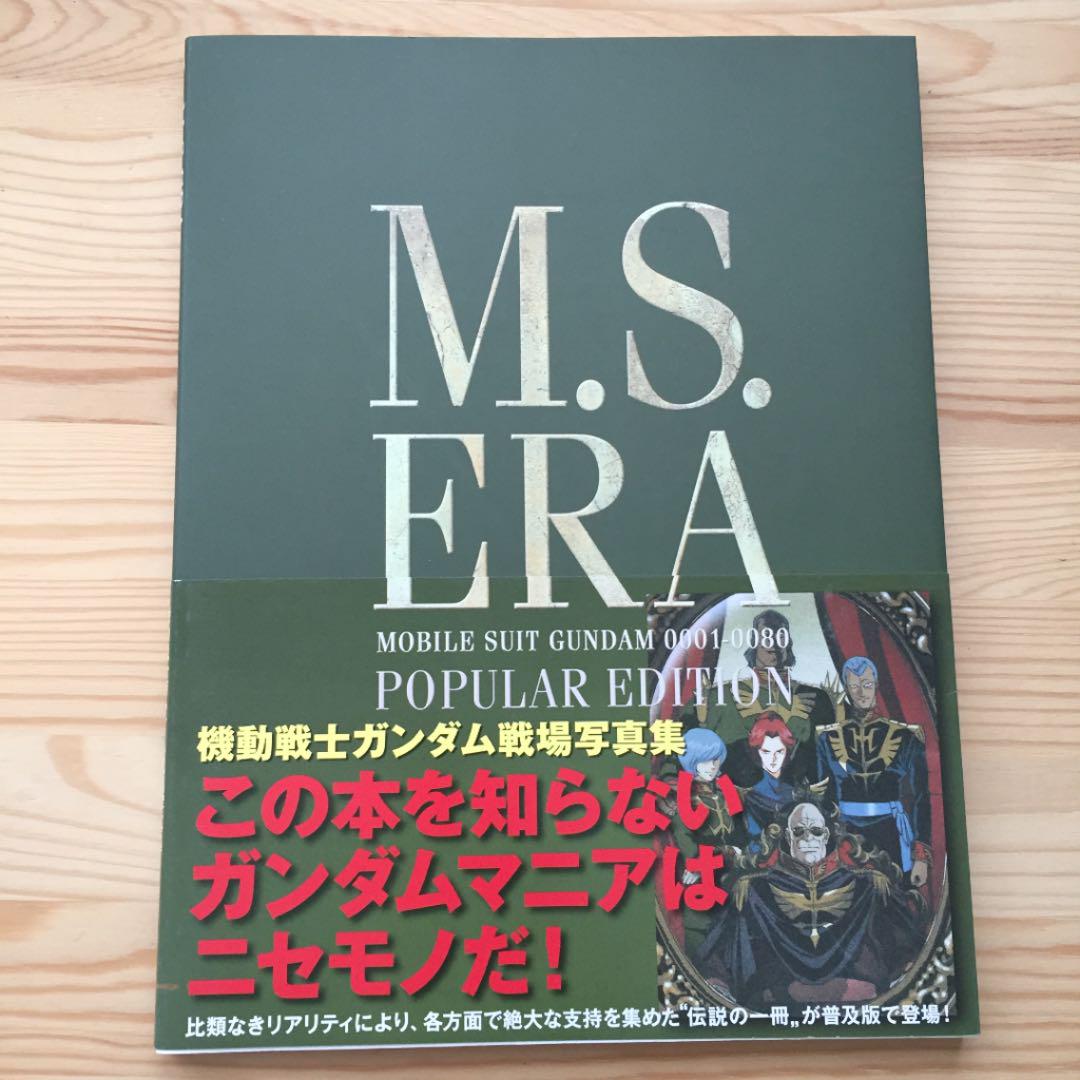 M.S.
ERA
MOBILE SUIT GUNDAM 0001-0080
POPULAR EDITION
機動戦士ガンダム戦場写真集
この本を知らない
ガンダムマニアは
ニセモノだ!
比類なきリアリティにより、各方面で絶大な支持を集めた〝伝説の一冊〟が普及版で登場!